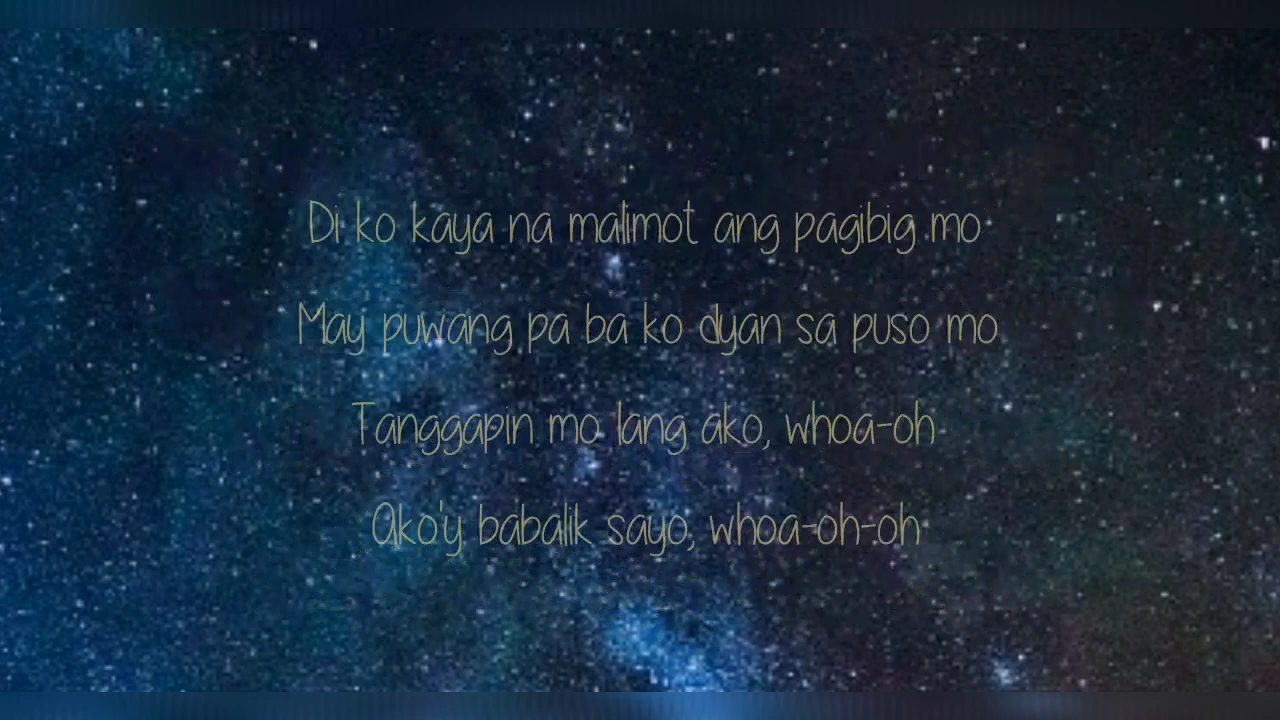 Di ko kaya na malimot ang pagibig mo
May puwang pa ba ko dyan sa puso mo
Tanggapin mo lang ako, whoa-oh
Ako'y babalik sayo, whoa-oh-oh